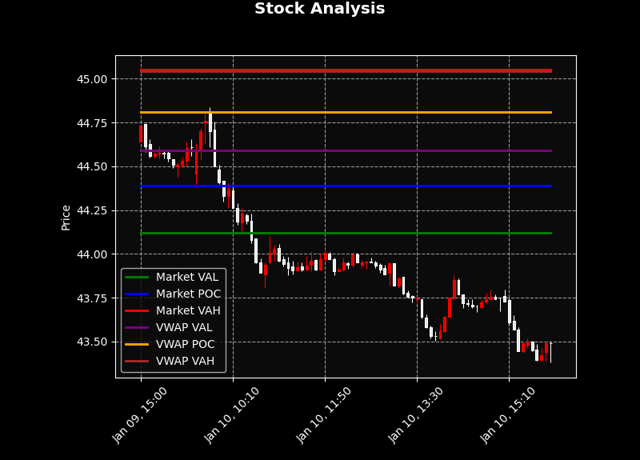 Stock Analysis
Price
45.00
44.75
44.50
44.25
44.00
43.75
43.50
Market VAL
Market POC
Market VAH
VWAP VAL
VWAP POC
VWAP VAH
Jan 09, 15:00
Jan 10, 10:10
Jan 10, 11:50
Jan 10, 13:30
Jan 10, 15:10